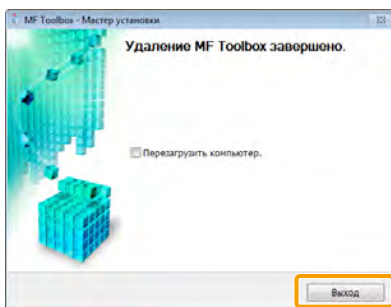 MF Toolbox - Мастер установки
Удаление MF Toolbox завершено.
Перезагрузить компьютер.
Выход